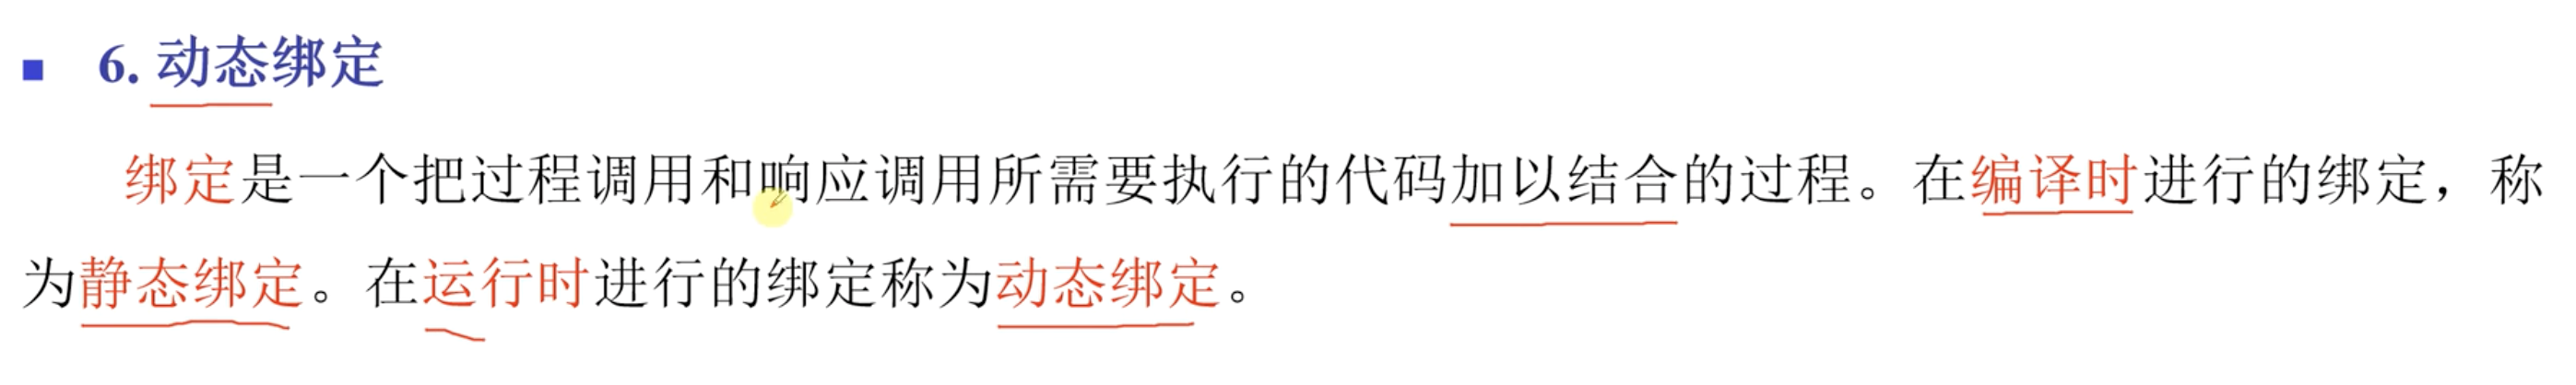 6. 动态绑定
绑定是一个把过程调用和响应调用所需要执行的代码加以结合的过程。在编译时进行的绑定，称
为静态绑定。在运行时进行的绑定称为动态绑定。